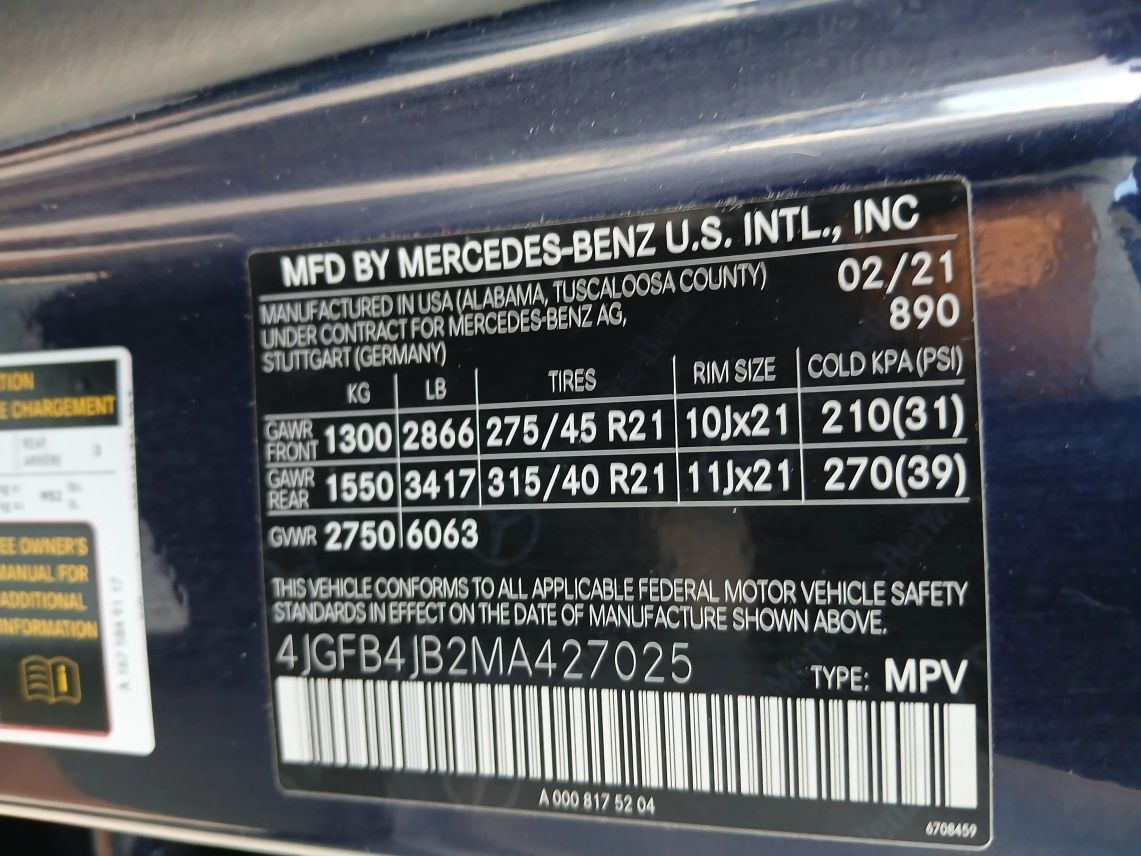 MFD BY MERCEDES-BENZ U.S. INTL., INC
MANUFACTURED IN USA (ALABAMA, TUSCALOOSA COUNTY) 02/21
UNDER CONTRACT FOR MERCEDES-BENZ AG, 890
STUTTGART (GERMANY)
KG LB TIRES RIM SIZE COLD KPA (PSI)
GAWR FRONT 1300 2866 275/45 R21 10Jx21 210(31)
GAWR REAR 1550 3417 315/40 R21 11Jx21 270(39)
GVWR 2750 6063
THIS VEHICLE CONFORMS TO ALL APPLICABLE FEDERAL MOTOR VEHICLE SAFETY
STANDARDS IN EFFECT ON THE DATE OF MANUFACTURE SHOWN ABOVE.
4JGFB4JB2MA427025 TYPE: MPV
A 000 817 52 04
6708459
TION
E CHARGEMENT
EE OWNER'S
MANUAL FOR
ADDITIONAL
INFORMATION